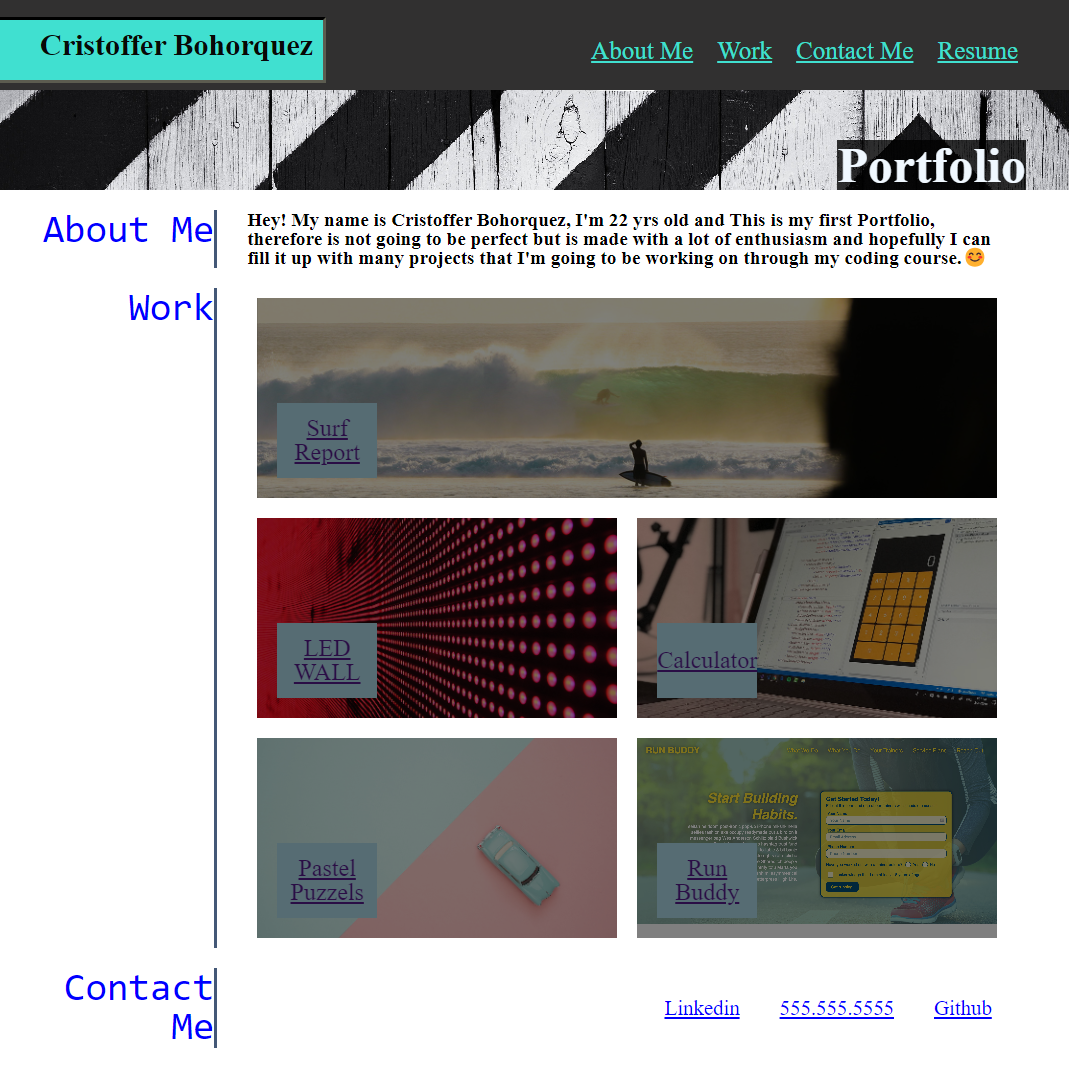 Cristoffer Bohorquez
About Me Work Contact Me Resume
Portfolio
About Me
Hey! My name is Cristoffer Bohorquez, I'm 22 yrs old and This is my first Portfolio,
therefore is not going to be perfect but is made with a lot of enthusiasm and hopefully I can
fill it up with many projects that I'm going to be working on through my coding course.😊
Work
Surf
Report
LED
WALL
0
Calculator
Pastel
Puzzels
RUN BUDDY
Start Building
Habits.
Get Started Today!
Run
Buddy
Contact
Me
Linkedin 555.555.5555 Github